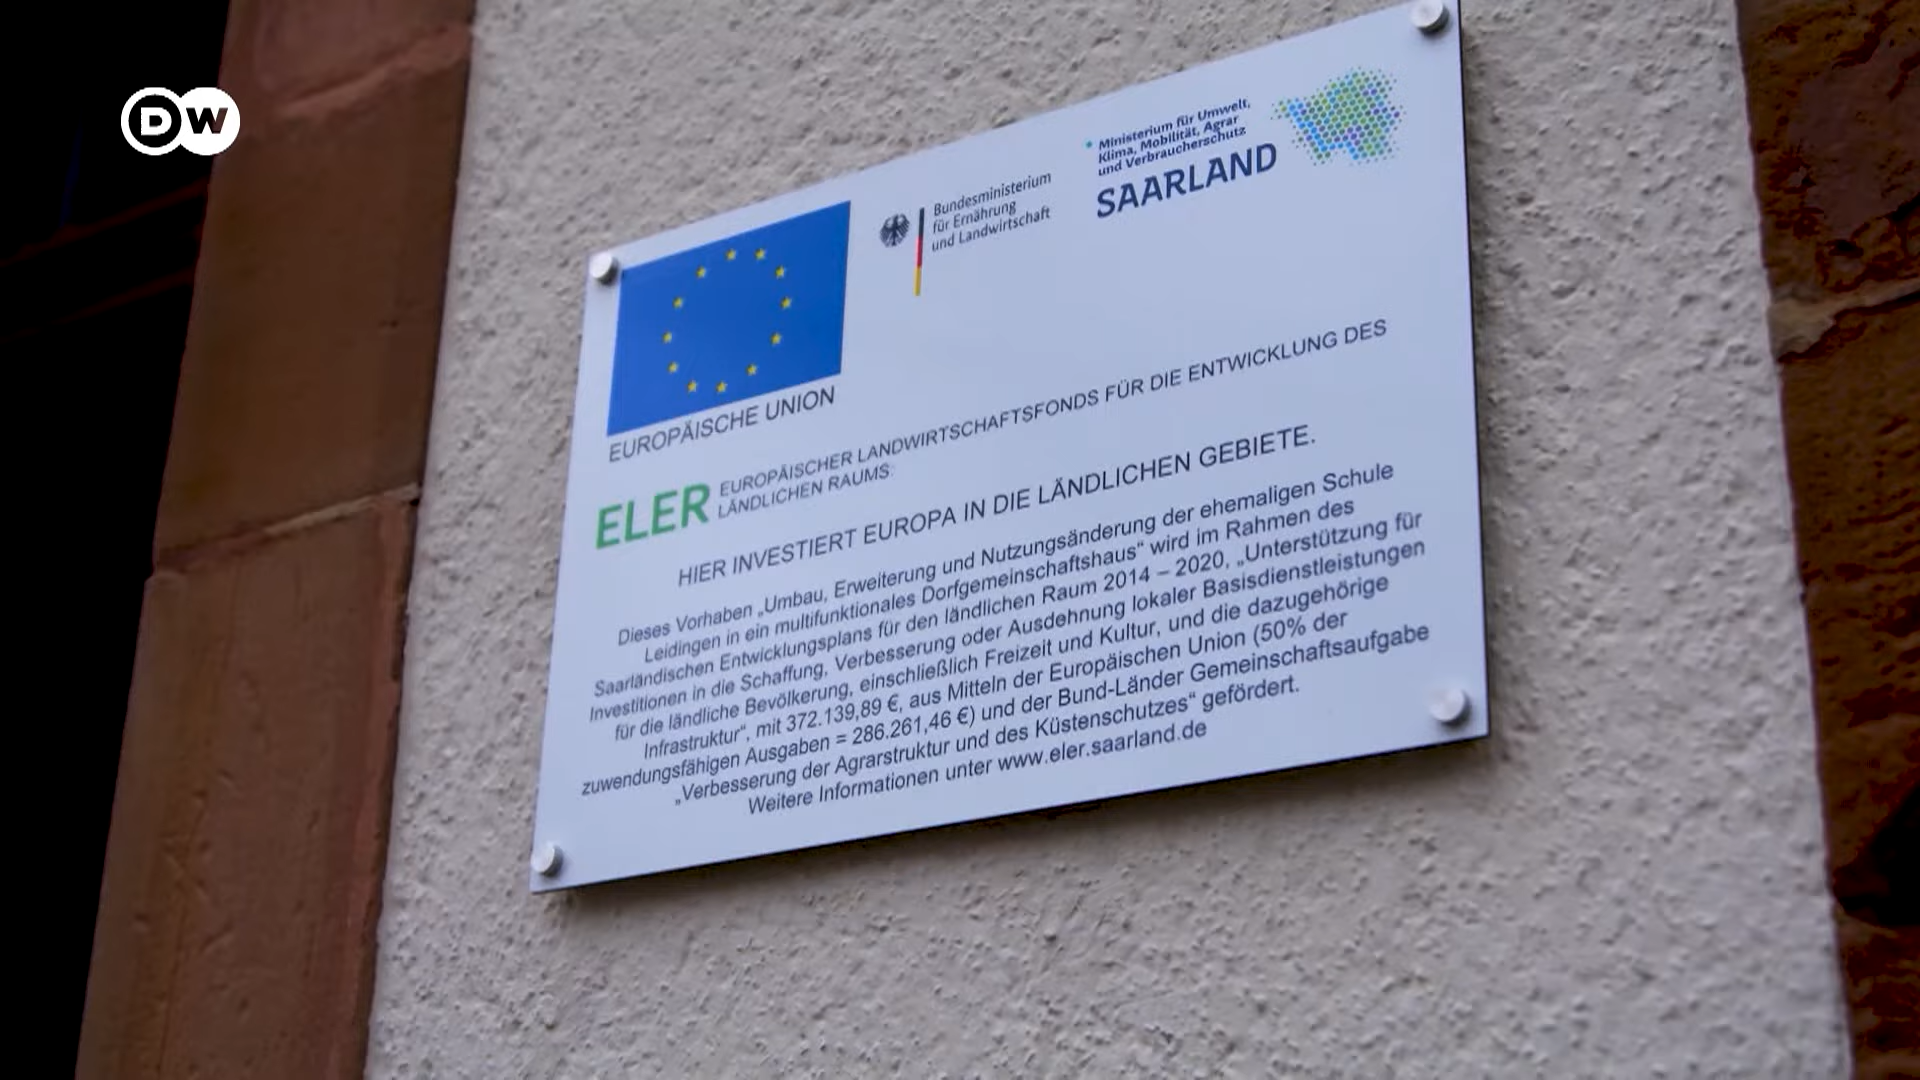 DW
Ministerium für Umwelt,
Klima, Mobilität, Agrar
und Verbraucherschutz
SAARLAND
Bundesministerium
für Ernährung
und Landwirtschaft
EUROPÄISCHE UNION
ELER
EUROPÄISCHER LANDWIRTSCHAFTSFONDS FÜR DIE ENTWICKLUNG DES
LÄNDLICHEN RAUMS:
HIER INVESTIERT EUROPA IN DIE LÄNDLICHEN GEBIETE.
Dieses Vorhaben „Umbau, Erweiterung und Nutzungsänderung der ehemaligen Schule
Leidingen in ein multifunktionales Dorfgemeinschaftshaus“ wird im Rahmen des
Saarländischen Entwicklungsplans für den ländlichen Raum 2014 – 2020, „Unterstützung für
Investitionen in die Schaffung, Verbesserung oder Ausdehnung lokaler Basisdienstleistungen
für die ländliche Bevölkerung, einschließlich Freizeit und Kultur, und die dazugehörige
Infrastruktur“, mit 372.139,89 €, aus Mitteln der Europäischen Union (50% der
zuwendungsfähigen Ausgaben = 286.261,46 €) und der Bund-Länder Gemeinschaftsaufgabe
„Verbesserung der Agrarstruktur und des Küstenschutzes“ gefördert.
Weitere Informationen unter www.eler.saarland.de